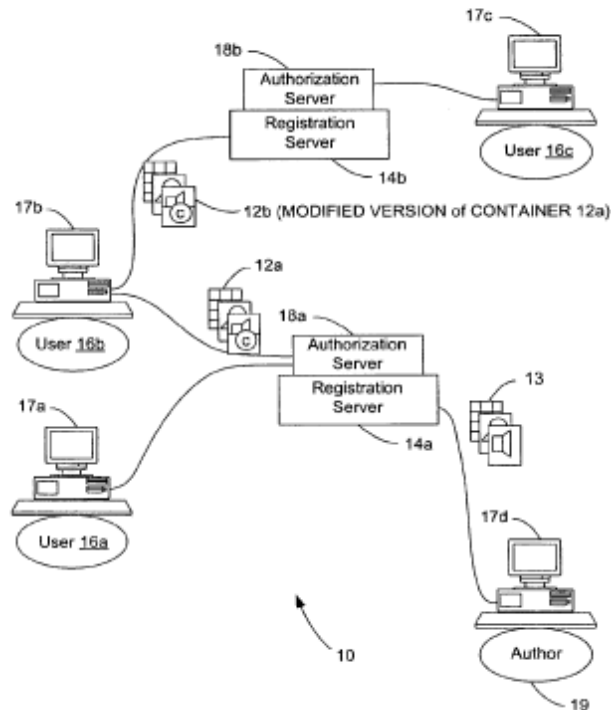 17c
18b
Authorization
Server
Registration
Server
User 16c
14b
17b
12b (MODIFIED VERSION of CONTAINER 12a)
C
12a
User 16b
18a
C
Authorization
Server
13
17a
Registration
Server
14a
17d
User 16a
10
Author
19